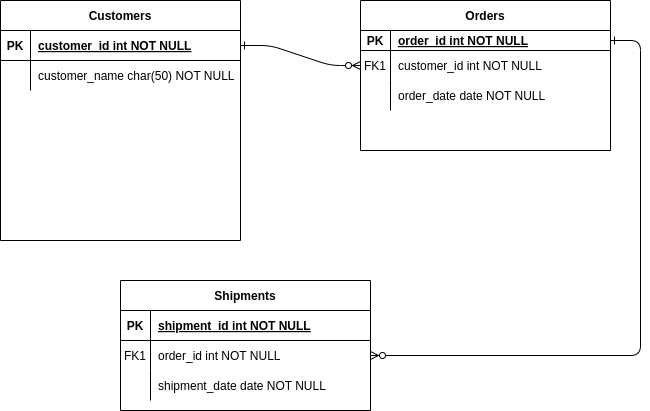 Customers
PK customer_id int NOT NULL
customer_name char(50) NOT NULL
Orders
PK order_id int NOT NULL
FK1 customer_id int NOT NULL
order_date date NOT NULL
Shipments
PK shipment_id int NOT NULL
FK1 order_id int NOT NULL
shipment_date date NOT NULL